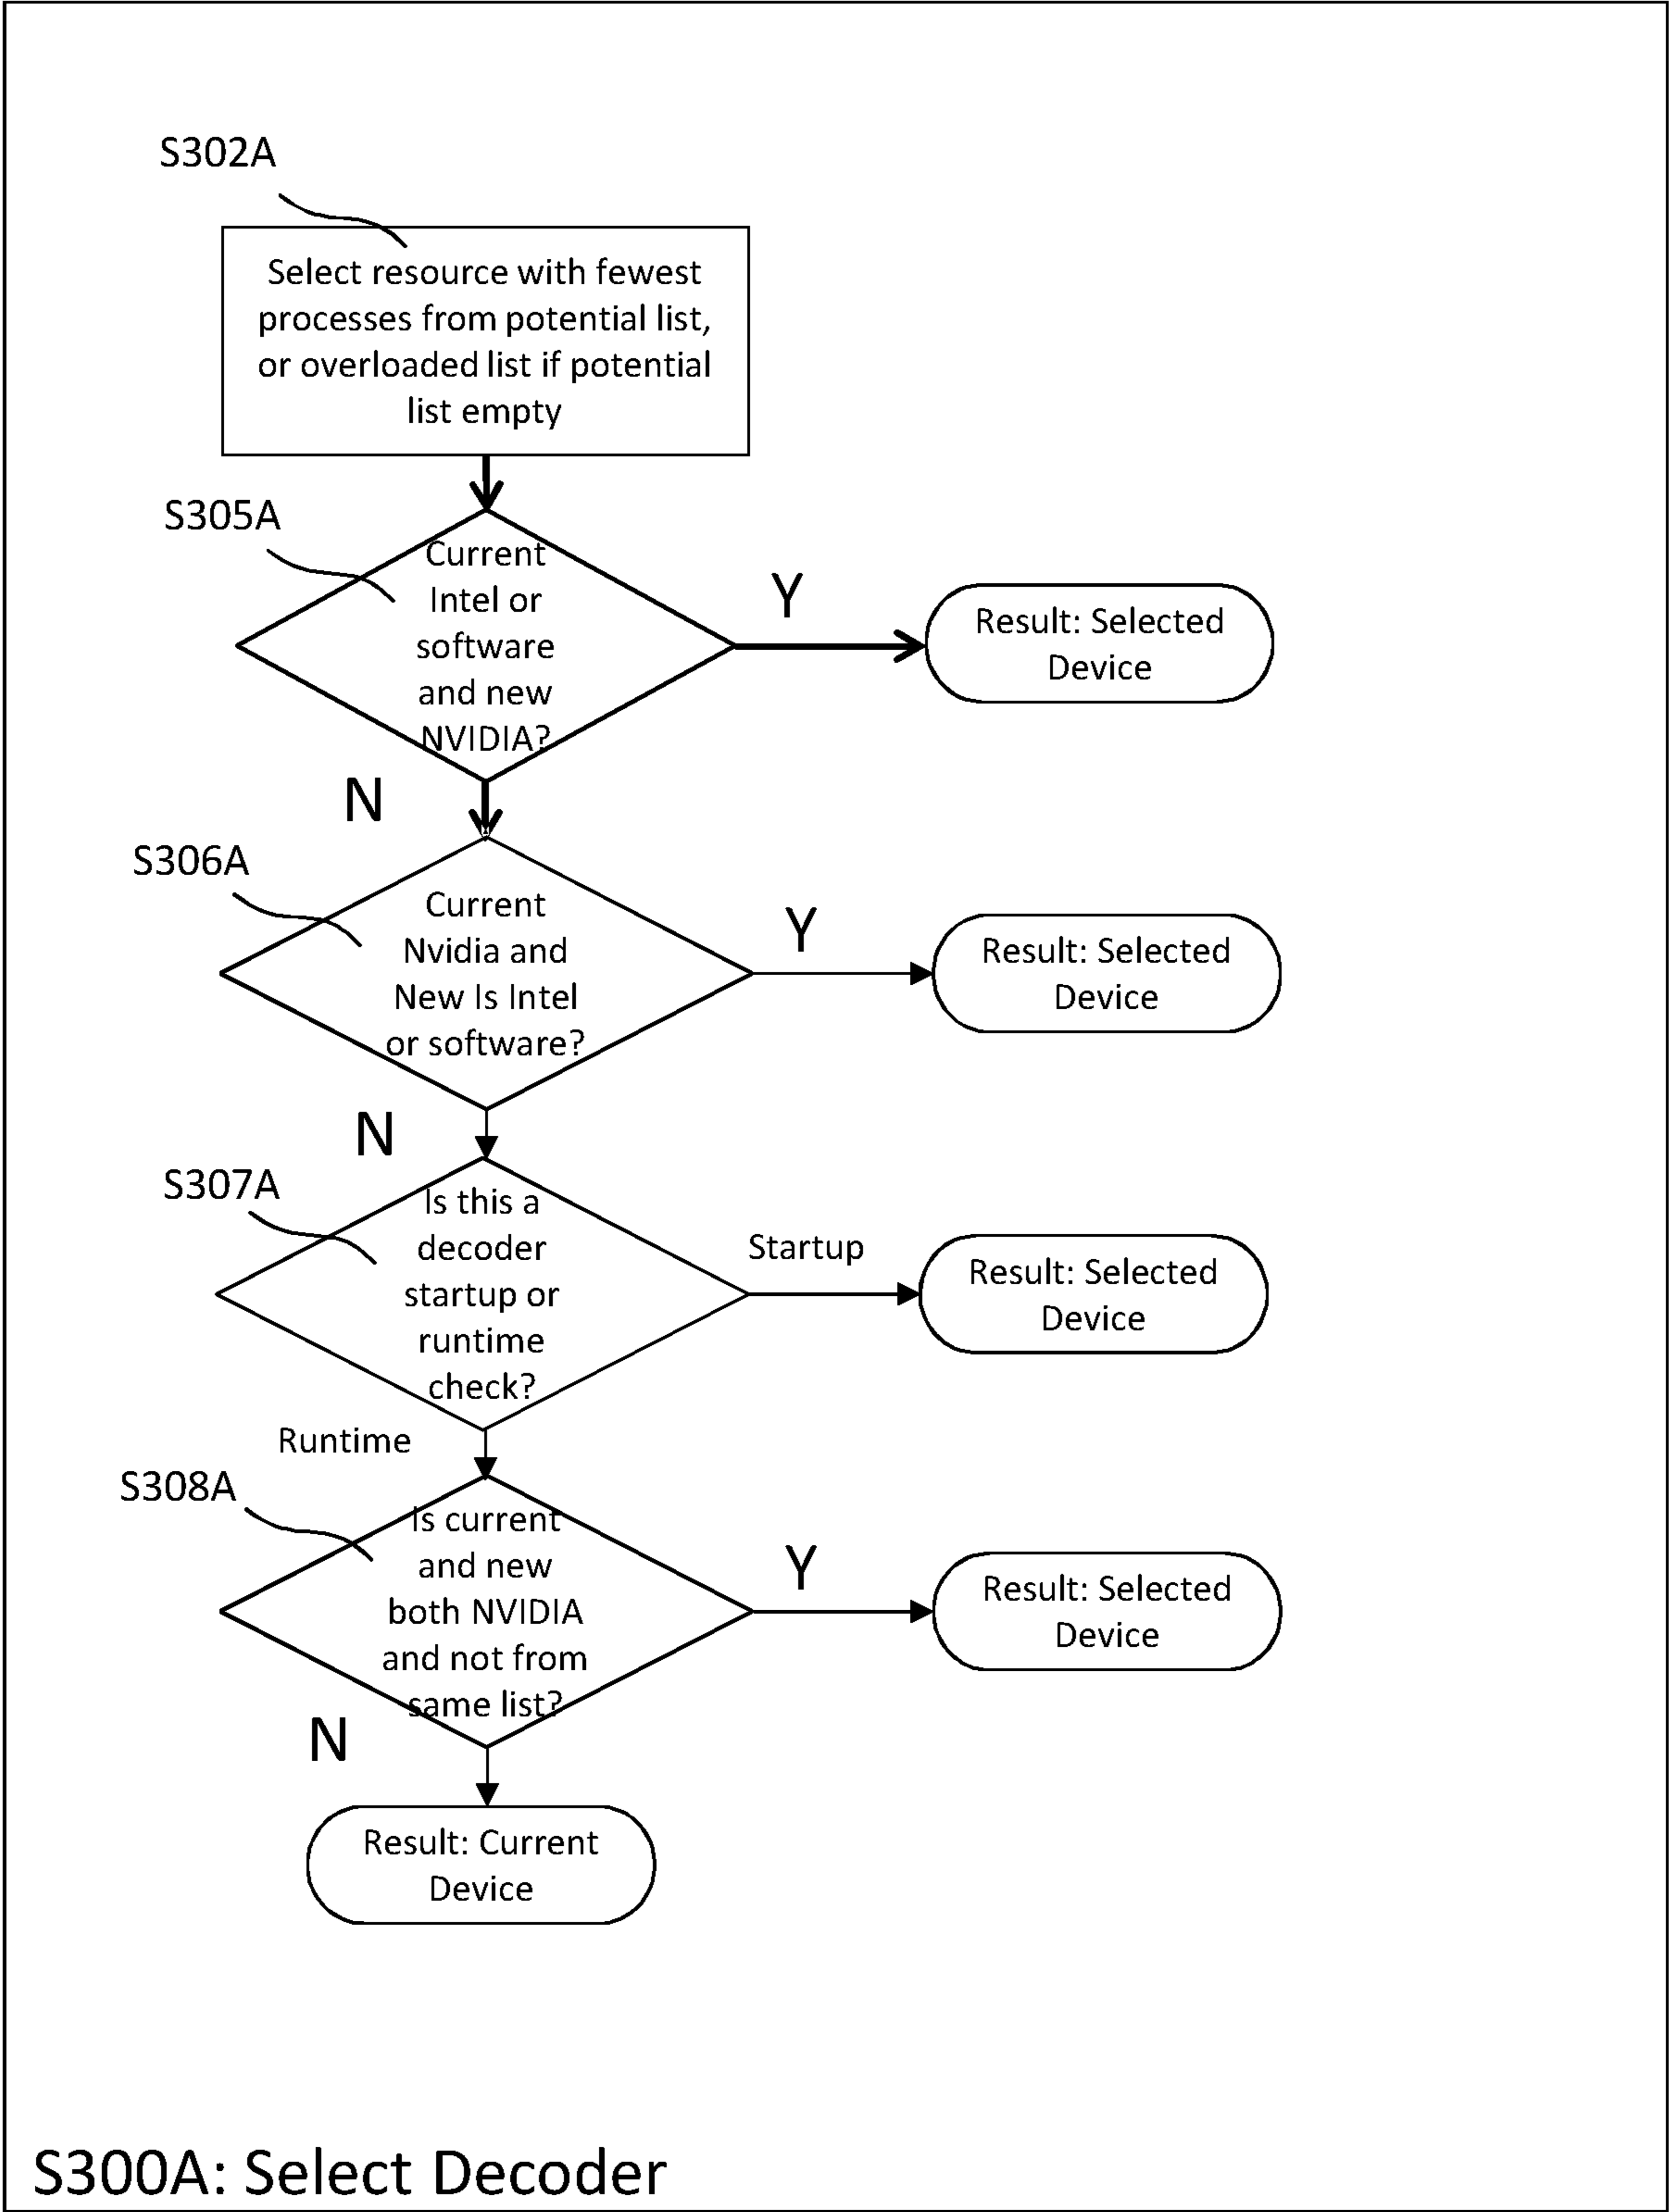 S302A
Select resource with fewest
processes from potential list,
or overloaded list if potential
list empty
S305A
Current
Intel or
software
and new
NVIDIA?
Y
Result: Selected
Device
N
S306A
Current
Nvidia and
New Is Intel
or software?
Y
Result: Selected
Device
N
S307A
Is this a
decoder
startup or
runtime
check?
Startup
Result: Selected
Device
Runtime
S308A
Is current
and new
both NVIDIA
and not from
same list?
Y
Result: Selected
Device
N
Result: Current
Device
S300A: Select Decoder